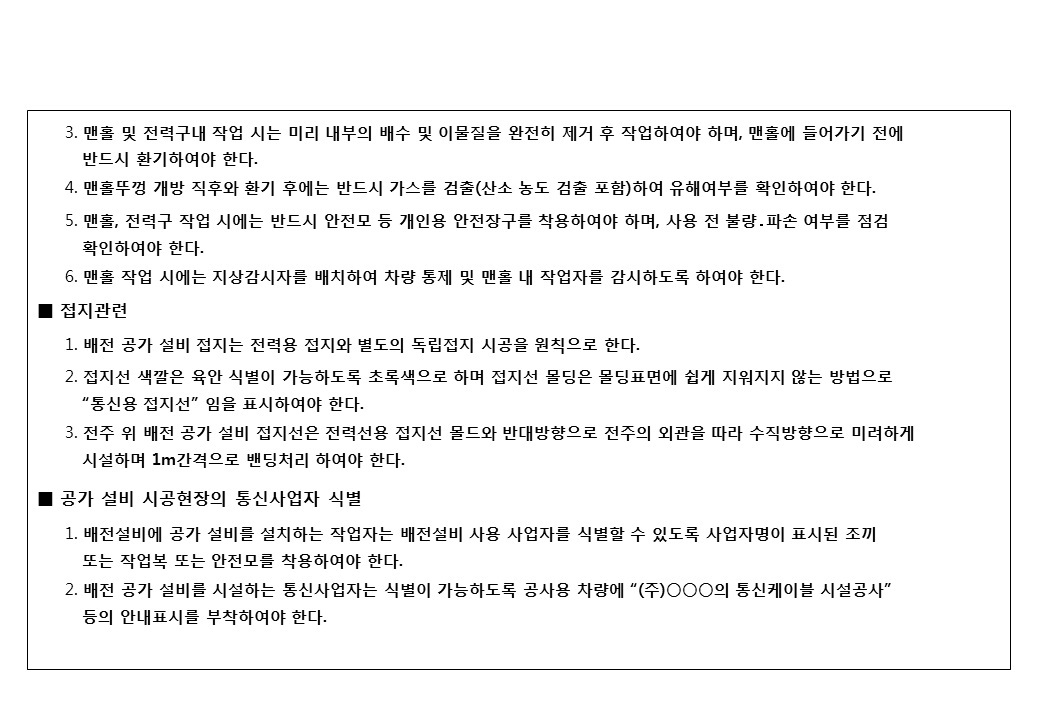 3. 맨홀 및 전력구내 작업 시는 미리 내부의 배수 및 이물질을 완전히 제거 후 작업하여야 하며, 맨홀에 들어가기 전에
반드시 환기하여야 한다.
4. 맨홀뚜껑 개방 직후와 환기 후에는 반드시 가스를 검출(산소 농도 검출 포함)하여 유해여부를 확인하여야 한다.
5. 맨홀, 전력구 작업 시에는 반드시 안전모 등 개인용 안전장구를 착용하여야 하며, 사용 전 불량․파손 여부를 점검
확인하여야 한다.
6. 맨홀 작업 시에는 지상감시자를 배치하여 차량 통제 및 맨홀 내 작업자를 감시하도록 하여야 한다.
■ 접지관련
1. 배전 공가 설비 접지는 전력용 접지와 별도의 독립접지 시공을 원칙으로 한다.
2. 접지선 색깔은 육안 식별이 가능하도록 초록색으로 하며 접지선 몰딩은 몰딩표면에 쉽게 지워지지 않는 방법으로
“통신용 접지선” 임을 표시하여야 한다.
3. 전주 위 배전 공가 설비 접지선은 전력선용 접지선 몰드와 반대방향으로 전주의 외관을 따라 수직방향으로 미려하게
시설하며 1m간격으로 밴딩처리 하여야 한다.
■ 공가 설비 시공현장의 통신사업자 식별
1. 배전설비에 공가 설비를 설치하는 작업자는 배전설비 사용 사업자를 식별할 수 있도록 사업자명이 표시된 조끼
또는 작업복 또는 안전모를 착용하여야 한다.
2. 배전 공가 설비를 시설하는 통신사업자는 식별이 가능하도록 공사용 차량에 “(주)○○○의 통신케이블 시설공사”
등의 안내표시를 부착하여야 한다.